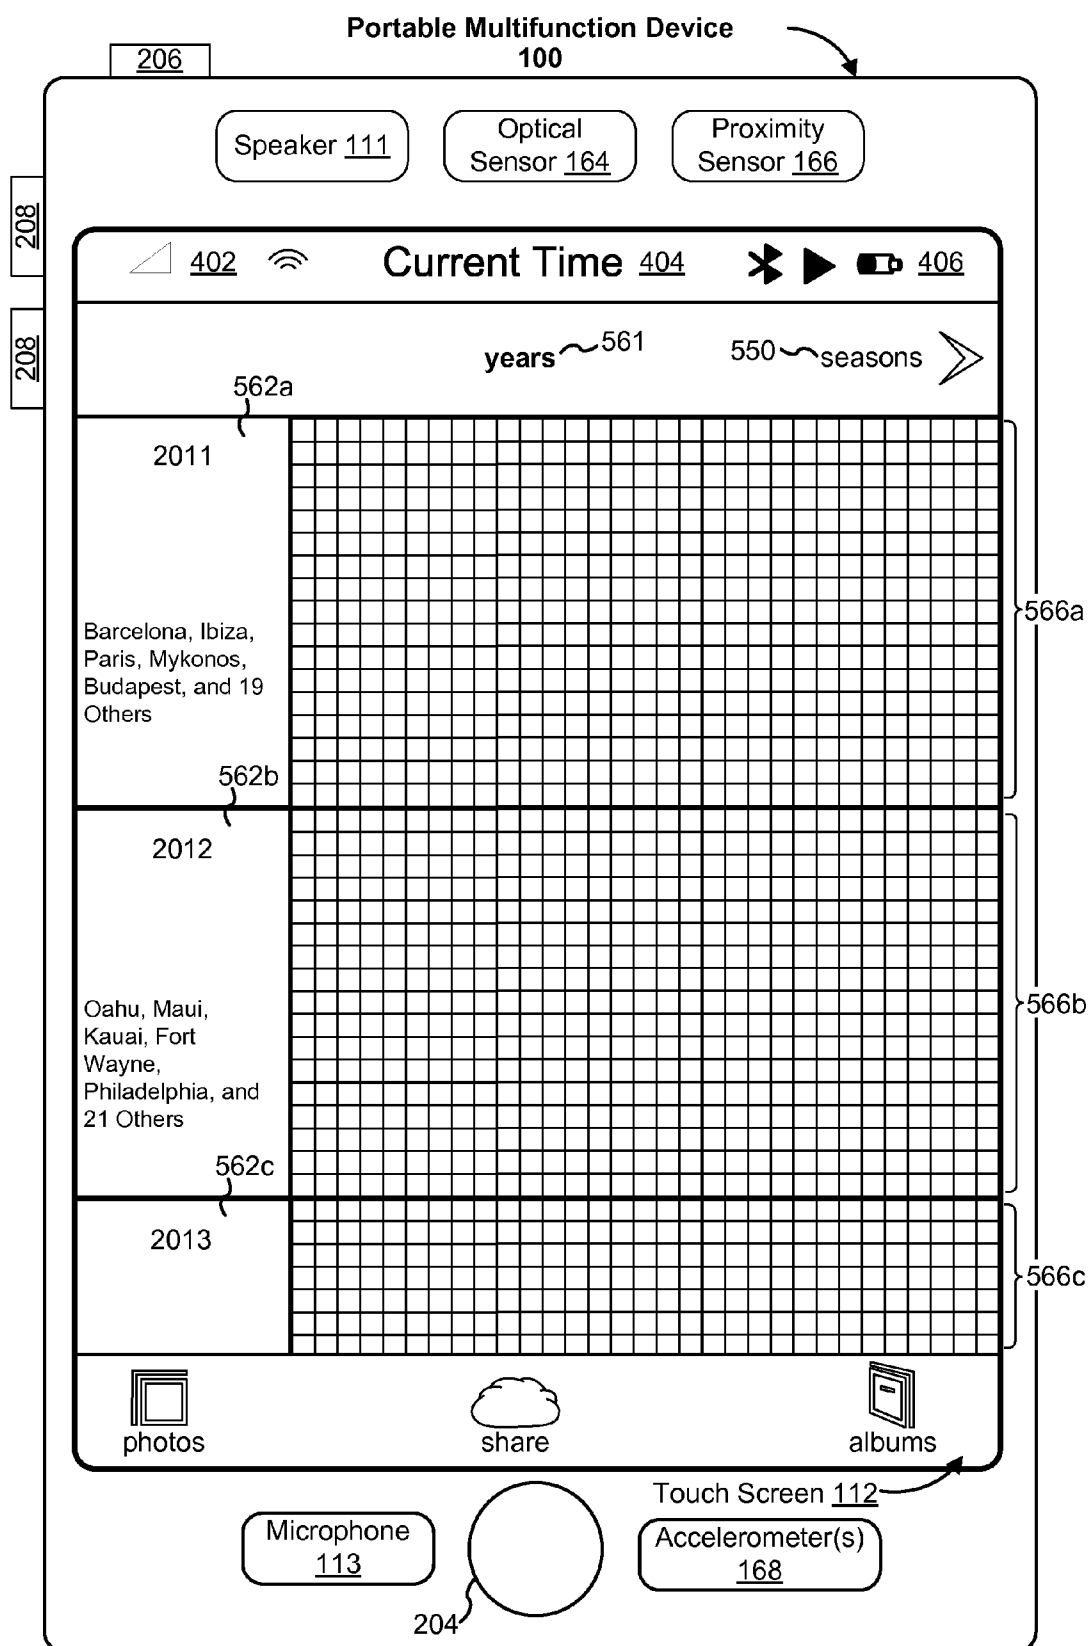 Portable Multifunction Device
100
206
Speaker 111
Optical
Sensor 164
Proximity
Sensor 166
208
208
402
Current Time 404
406
years
561
550
seasons
562a
2011
Barcelona, Ibiza,
Paris, Mykonos,
Budapest, and 19
Others
566a
562b
2012
Oahu, Maui,
Kauai, Fort
Wayne,
Philadelphia, and
21 Others
566b
562c
2013
566c
photos
share
albums
Touch Screen 112
Microphone
113
Accelerometer(s)
168
204